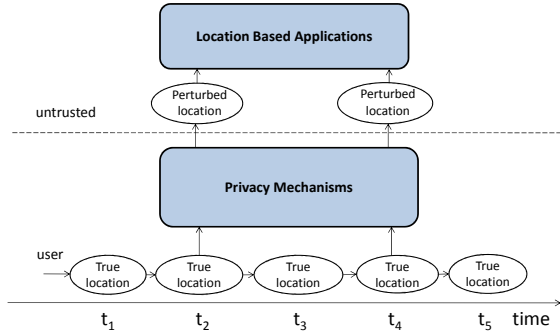 Location Based Applications
Perturbed
location
Perturbed
location
untrusted
Privacy Mechanisms
user
True
location
True
location
True
location
True
location
True
location
t1
t2
t3
t4
t5
time